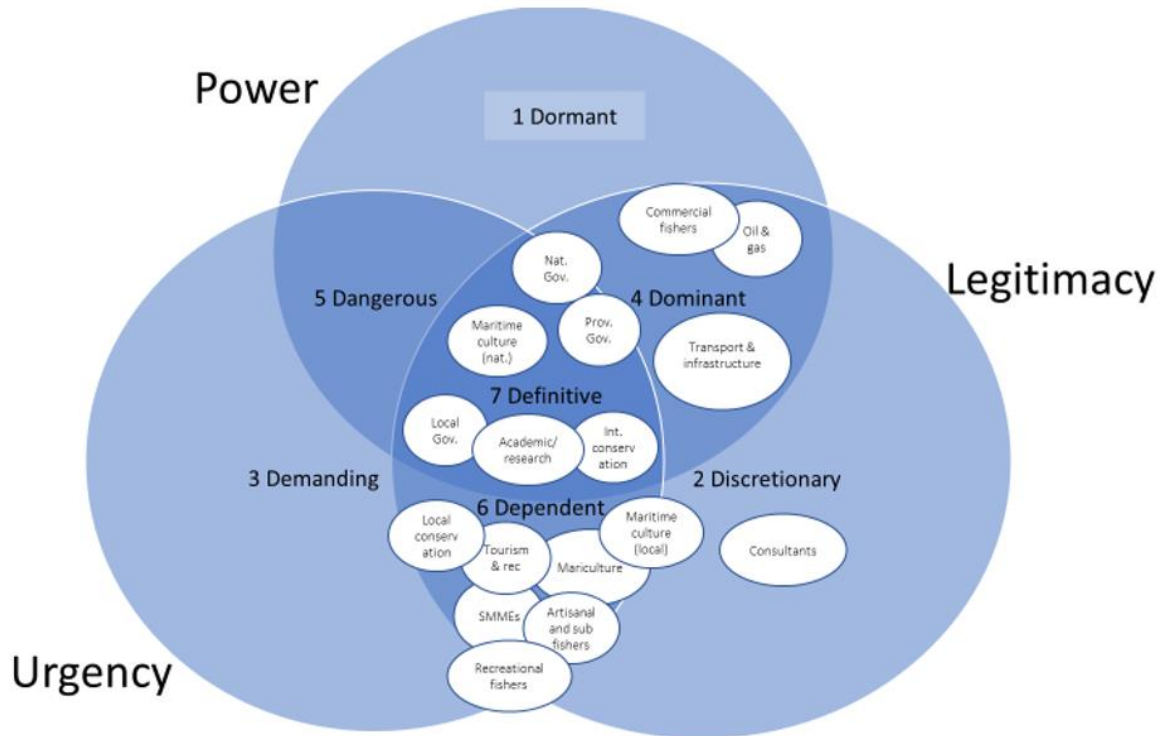 Power
1 Dormant
Commercial
fishers
Oil &
gas
Legitimacy
Nat.
Gov.
5 Dangerous
4 Dominant
Maritime
culture
(nat.)
Prov.
Gov.
Transport &
infrastructure
7 Definitive
Local
Gov.
Academic/
research
Int.
conserv
ation
3 Demanding
2 Discretionary
6 Dependent
Local
conserv
ation
Tourism
& rec
Mariculture
Maritime
culture
(local)
Consultants
SMMEs
Artisanal
and sub
fishers
Urgency
Recreational
fishers